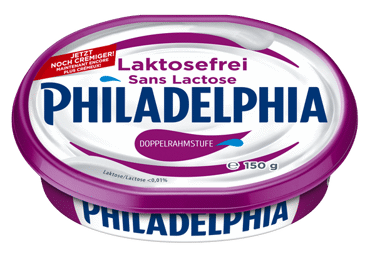 JETZT
NOCH CREMIGER!
MAINTENANT ENCORE
PLUS CRÉMEUX!
Laktosefrei
Sans Lactose
PHILADELPHIA
DOPPELRAHMSTUFE
℮ 150 g
Laktose/Lactose <0,01%
PHILADELPHIA